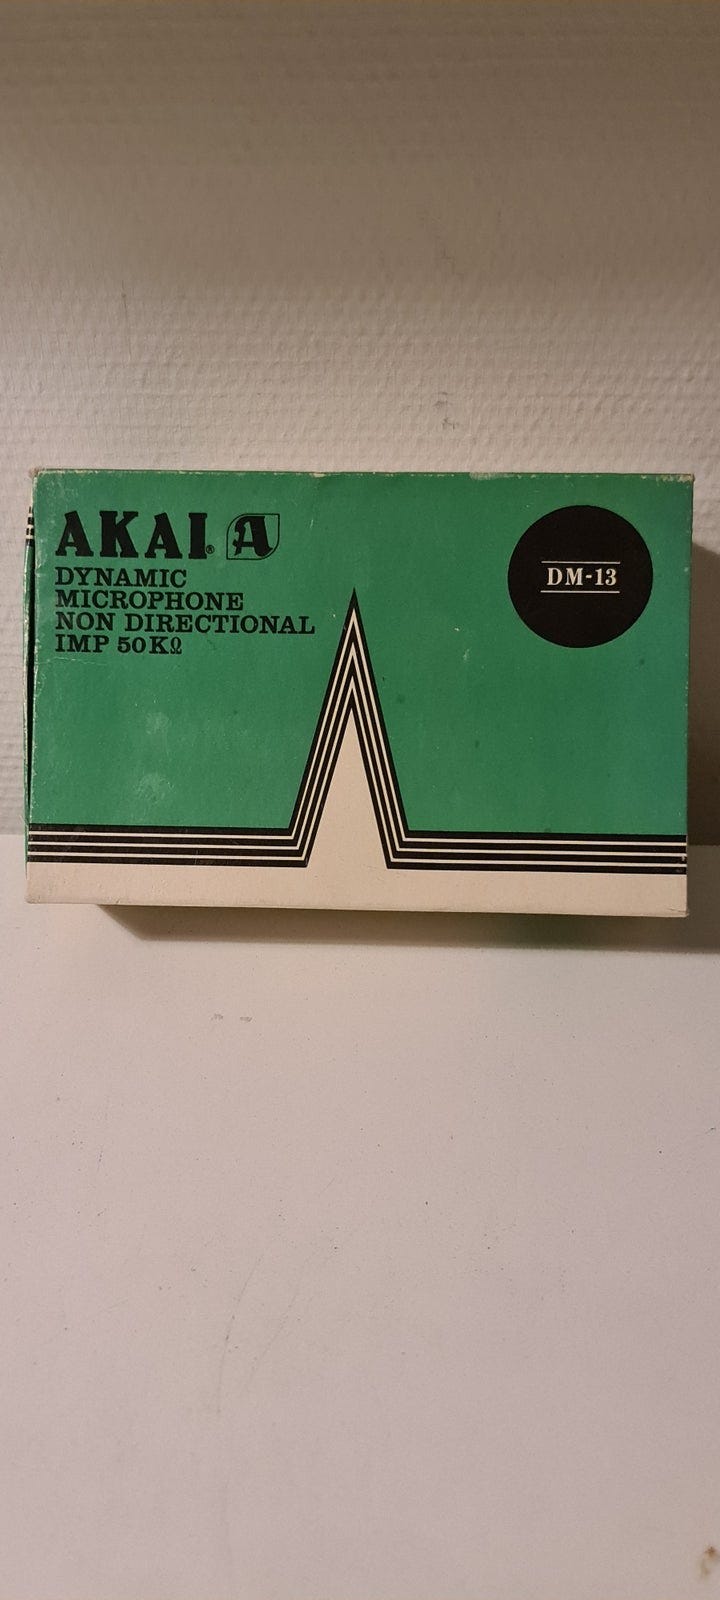 AKAI® A
DYNAMIC
MICROPHONE
NON DIRECTIONAL
IMP 50KΩ
DM-13